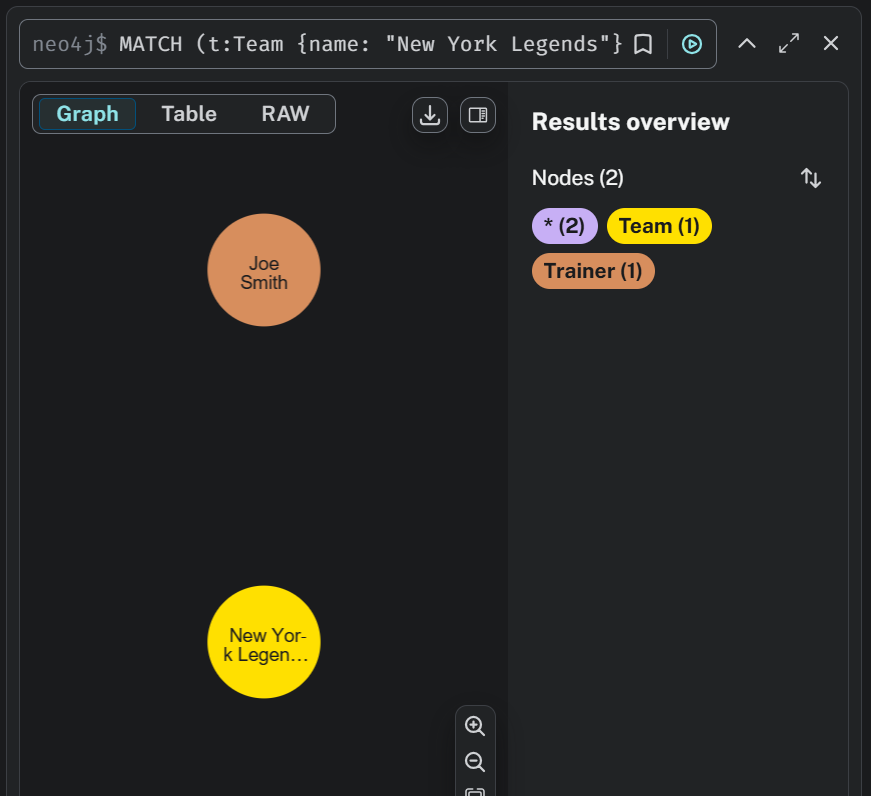 neo4j$ MATCH (t:Team {name: "New York Legends"}
Graph Table RAW
Results overview
Nodes (2)
* (2) Team (1)
Trainer (1)
Joe
Smith
New Yor-
k Legen…